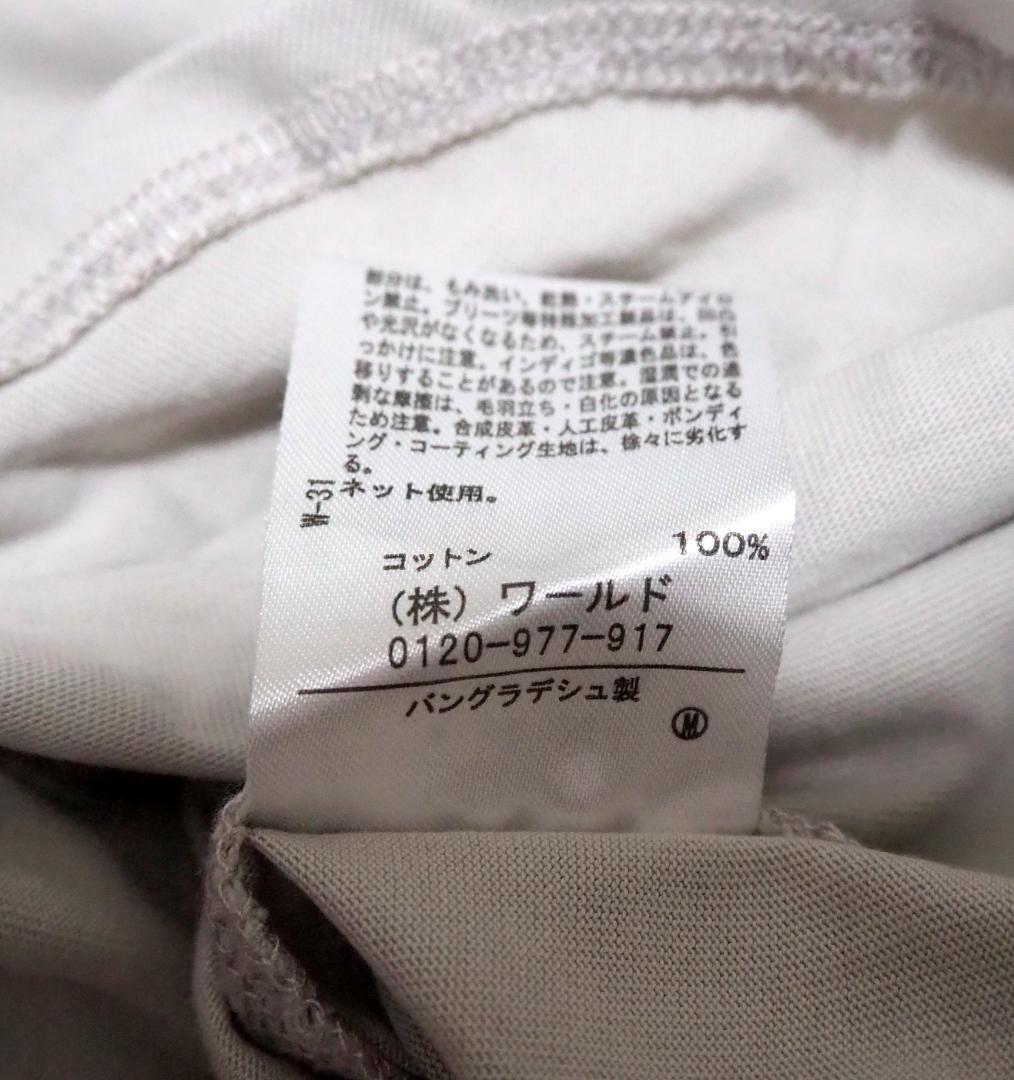 部分は、もみ洗い、乾熱・スチームアイロ
ン禁止。プリーツ等特殊加工製品は、凹凸
や光沢がなくなるため、スチーム禁止。引
っかけに注意。インディゴ等濃色品は、色
移りすることがあるので注意。湿潤での過
剰な摩擦は、毛羽立ち・白化の原因となる
ため注意。合成皮革・人工皮革・ボンディ
ング・コーティング生地は、徐々に劣化す
る。
W-31
ネット使用。
コットン 100%
(株) ワールド
0120-977-917
バングラデシュ製
Ⓜ